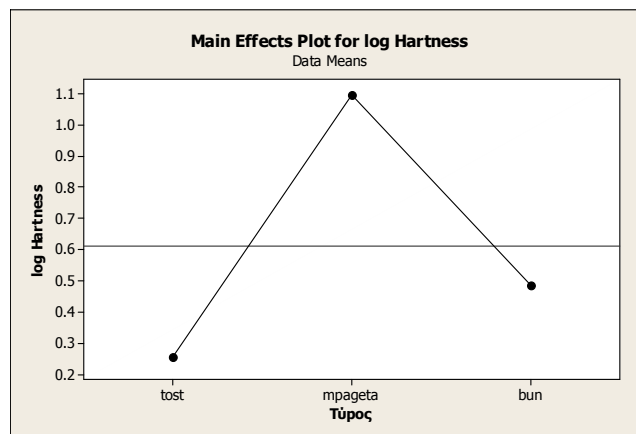 Main Effects Plot for log Hartness
Data Means
log Hartness
1.1
1.0
0.9
0.8
0.7
0.6
0.5
0.4
0.3
0.2
tost mpageta bun
Τύρος